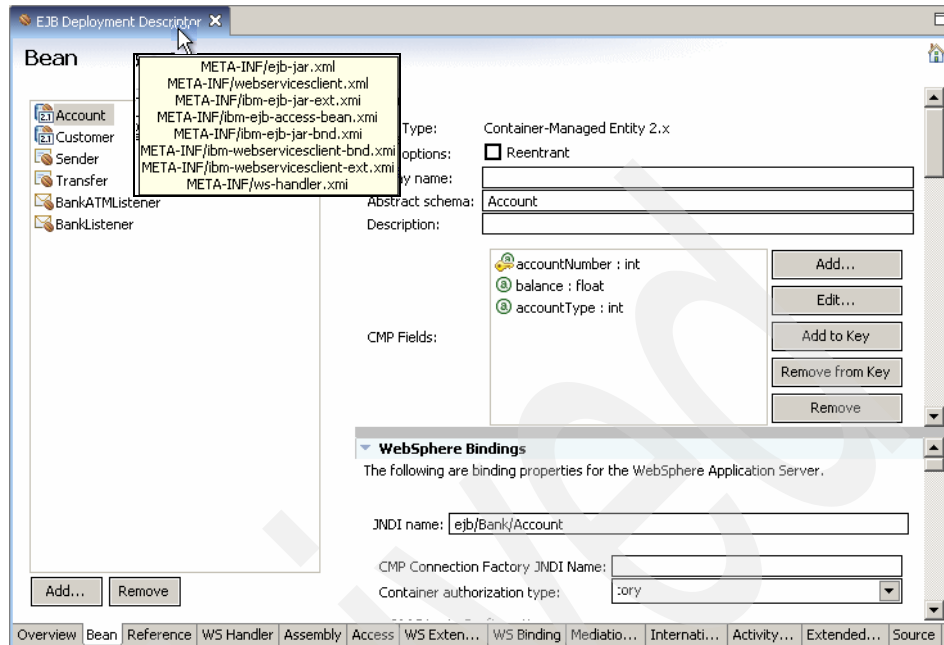 EJB Deployment Descriptor
Bean
META-INF/ejb-jar.xml
META-INF/webservicesclient.xml
META-INF/ibm-ejb-jar-ext.xmi
META-INF/ibm-ejb-access-bean.xmi
META-INF/ibm-ejb-jar-bnd.xmi
META-INF/ibm-webservicesclient-bnd.xmi
META-INF/ibm-webservicesclient-ext.xmi
META-INF/ws-handler.xmi
2.1 Account
2.1 Customer
Sender
Transfer
BankATMListener
BankListener
Type: Container-Managed Entity 2.x
options: Reentrant
y name:
Abstract schema: Account
Description:
CMP Fields:
accountNumber : int
a balance : float
a accountType : int
Add...
Edit...
Add to Key
Remove from Key
Remove
WebSphere Bindings
The following are binding properties for the WebSphere Application Server.
JNDI name: ejb/Bank/Account
CMP Connection Factory JNDI Name:
Container authorization type:
Add... Remove
Overview Bean Reference WS Handler Assembly Access WS Exten... WS Binding Mediatio... Internati... Activity... Extended... Source